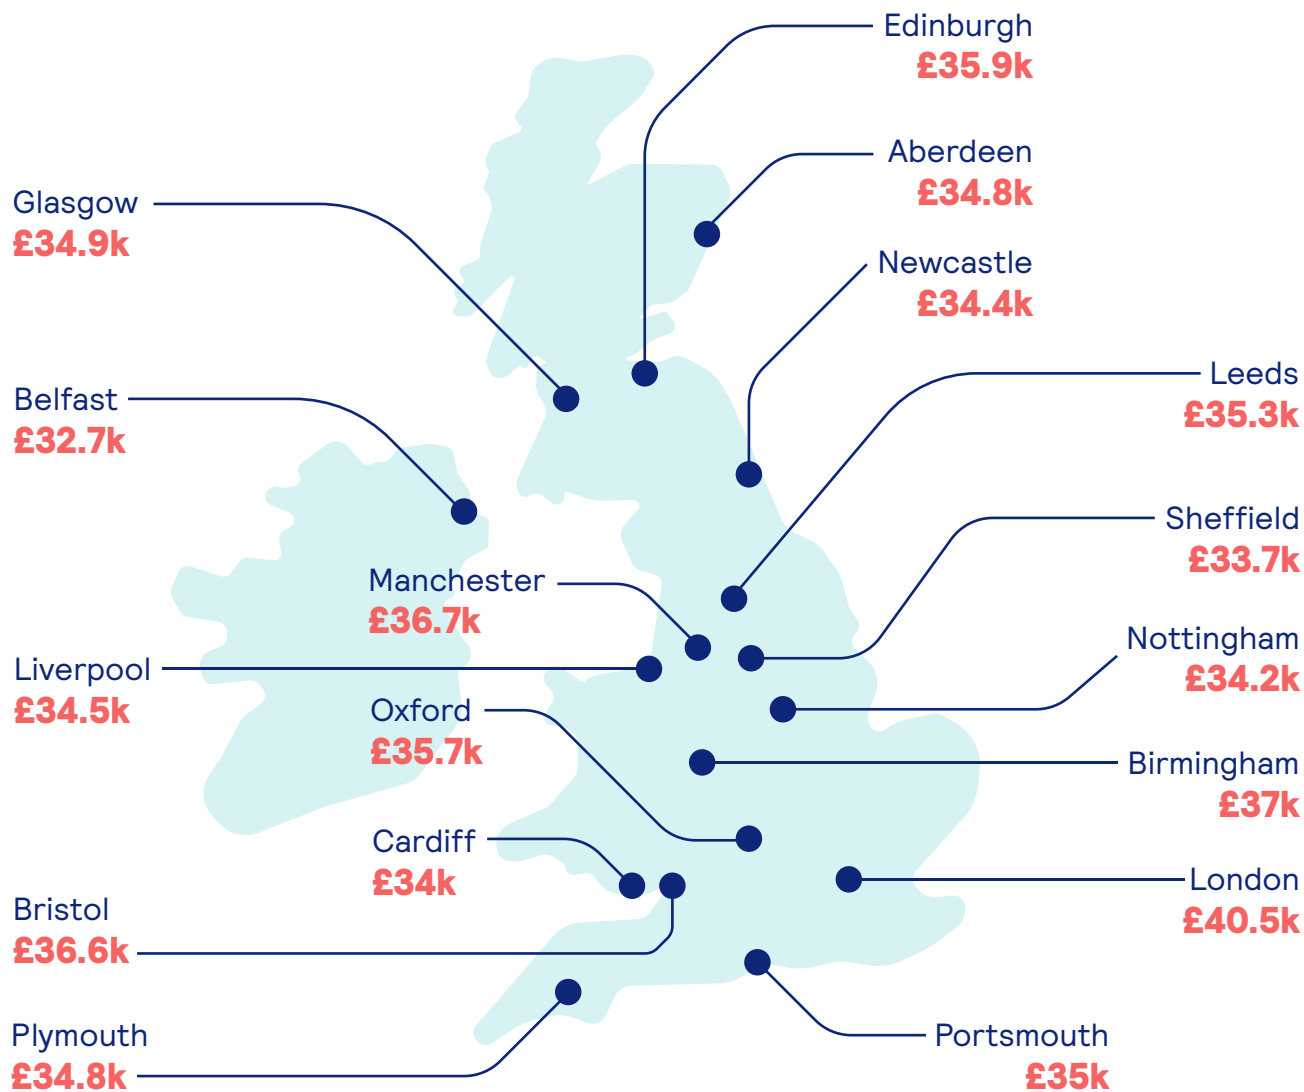 Edinburgh
£35.9k
Aberdeen
£34.8k
Glasgow
£34.9k
Newcastle
£34.4k
Leeds
£35.3k
Belfast
£32.7k
Sheffield
£33.7k
Manchester
£36.7k
Nottingham
£34.2k
Liverpool
£34.5k
Oxford
£35.7k
Birmingham
£37k
Cardiff
£34k
London
£40.5k
Bristol
£36.6k
Plymouth
£34.8k
Portsmouth
£35k